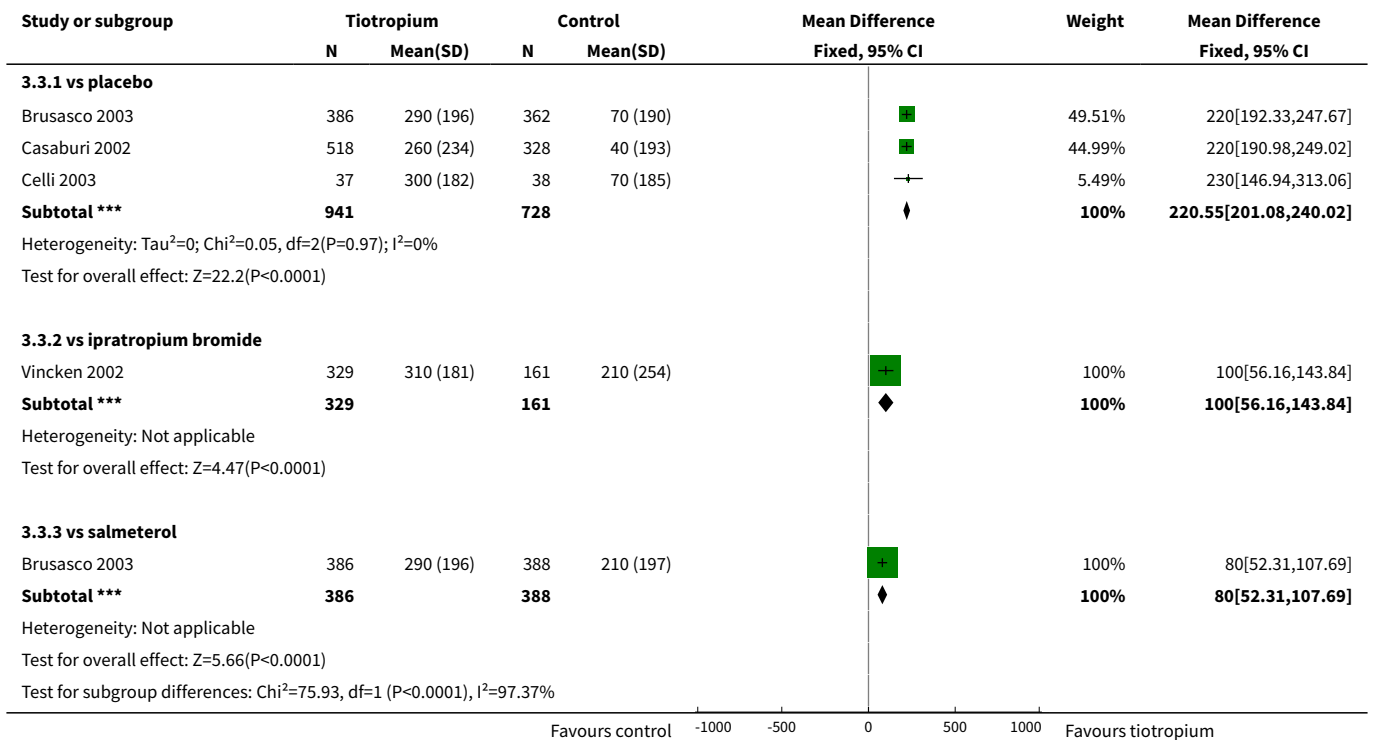 Study or subgroup Tiotropium Control Mean Difference Weight Mean Difference
N Mean(SD) N Mean(SD) Fixed, 95% CI Fixed, 95% CI
3.3.1 vs placebo
Brusasco 2003 386 290 (196) 362 70 (190) 49.51% 220[192.33,247.67]
Casaburi 2002 518 260 (234) 328 40 (193) 44.99% 220[190.98,249.02]
Celli 2003 37 300 (182) 38 70 (185) 5.49% 230[146.94,313.06]
Subtotal *** 941 728 100% 220.55[201.08,240.02]
Heterogeneity: Tau²=0; Chi²=0.05, df=2(P=0.97); I²=0%
Test for overall effect: Z=22.2(P<0.0001)
3.3.2 vs ipratropium bromide
Vincken 2002 329 310 (181) 161 210 (254) 100% 100[56.16,143.84]
Subtotal *** 329 161 100% 100[56.16,143.84]
Heterogeneity: Not applicable
Test for overall effect: Z=4.47(P<0.0001)
3.3.3 vs salmeterol
Brusasco 2003 386 290 (196) 388 210 (197) 100% 80[52.31,107.69]
Subtotal *** 386 388 100% 80[52.31,107.69]
Heterogeneity: Not applicable
Test for overall effect: Z=5.66(P<0.0001)
Test for subgroup differences: Chi²=75.93, df=1 (P<0.0001), I²=97.37%
Favours control -1000 -500 0 500 1000 Favours tiotropium